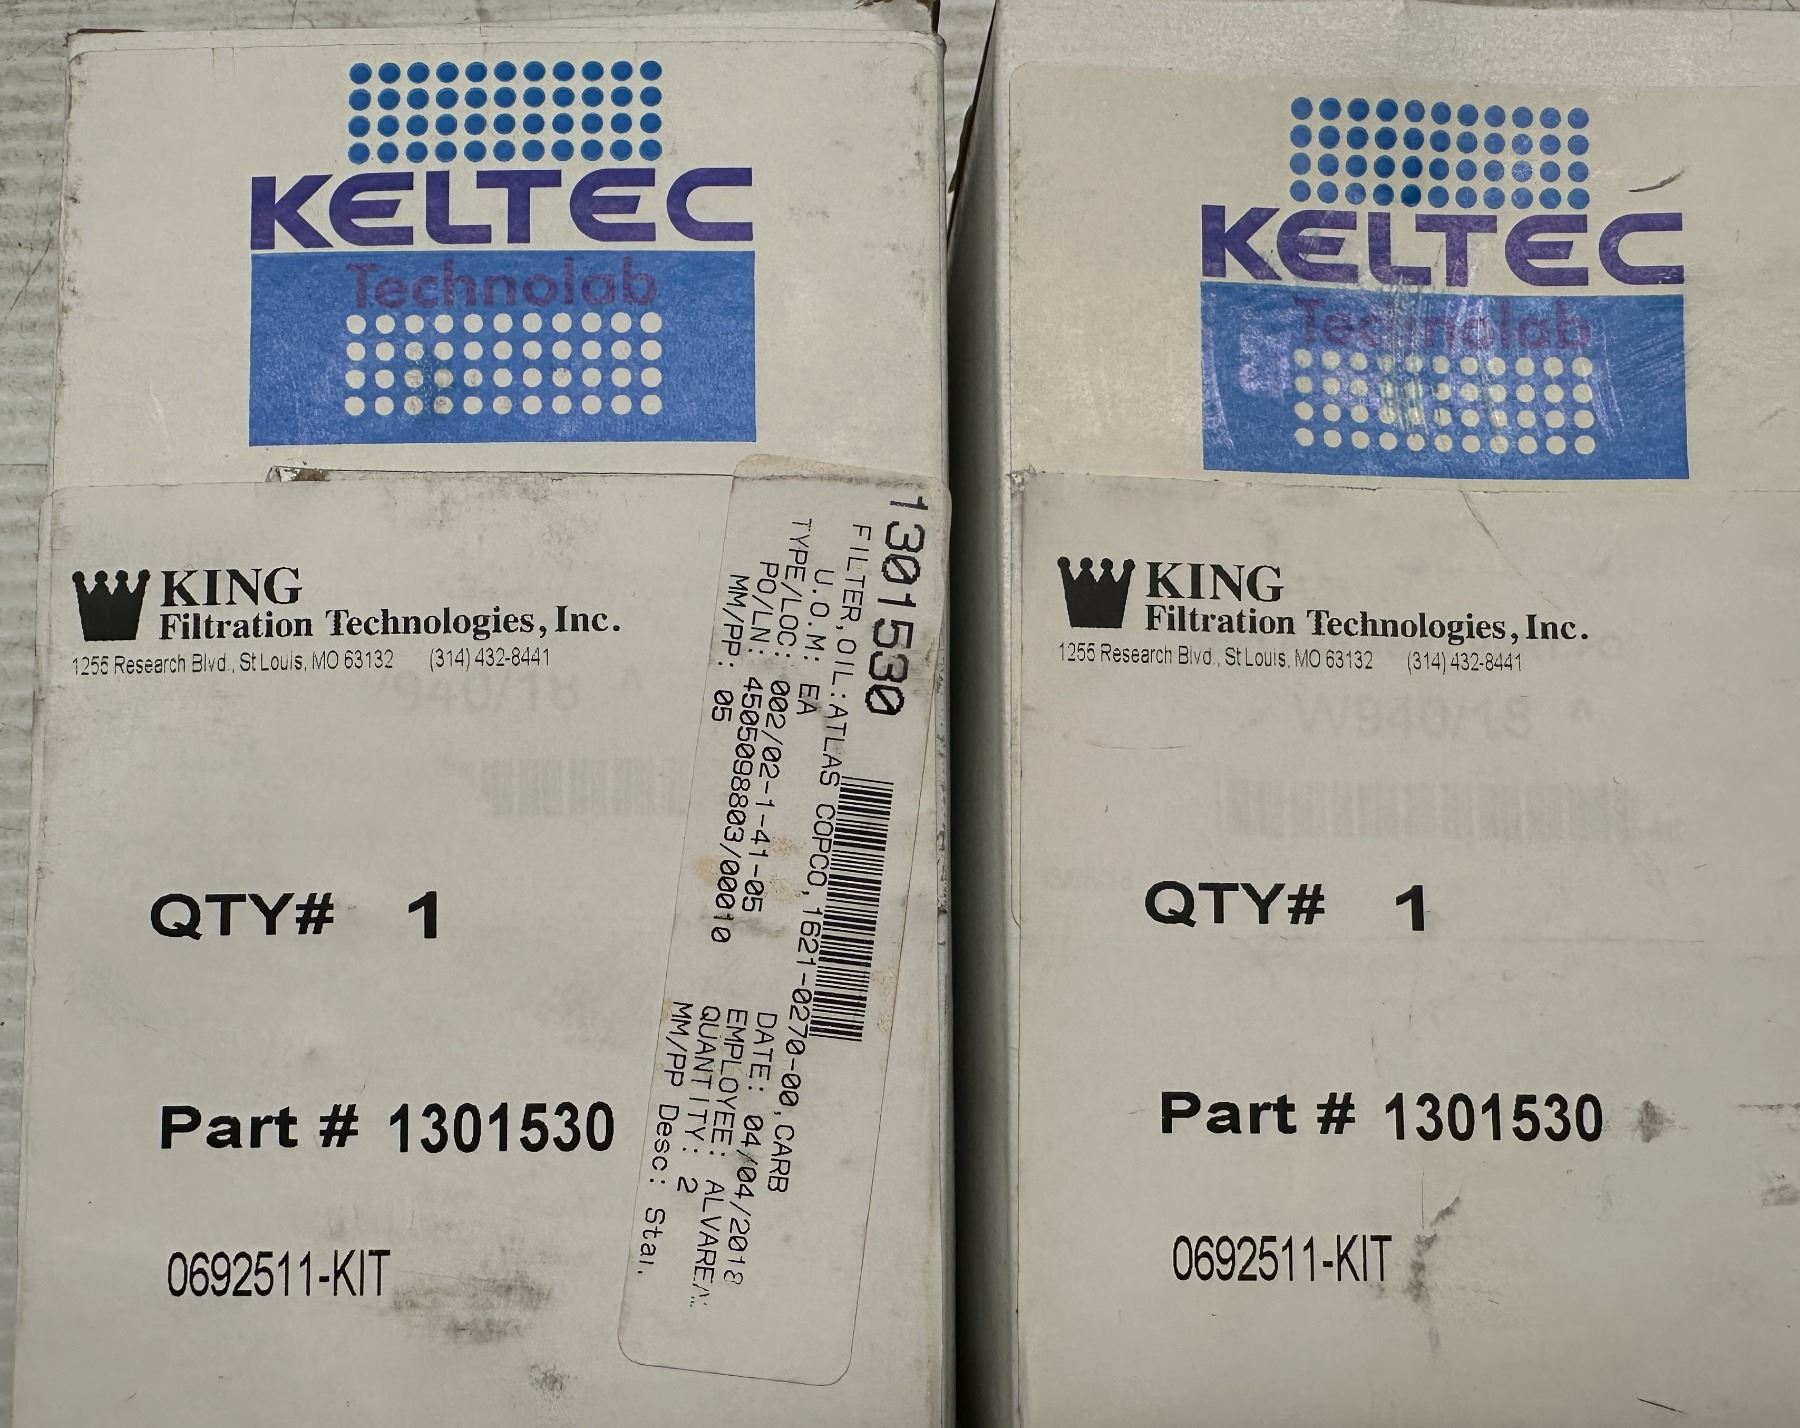 KELTEC
Technolab
KING
Filtration Technologies, Inc.
1255 Research Blvd., St Louis, MO 63132 (314) 432-8441
QTY# 1
Part # 1301530
0692511-KIT
1301530
FILTER,OIL:ATLAS COPCO,1621-0270-00,CARB
U.O.M: EA
TYPE/LOC: 002/02-1-41-05
PO/LN: 4505098803/00010
MM/PP: 05
DATE: 04/04/2018
EMPLOYEE: ALVARE
QUANTITY: 2
MM/PP Desc: Stai.
KELTEC
Technolab
KING
Filtration Technologies, Inc.
1255 Research Blvd., St Louis, MO 63132 (314) 432-8441
QTY# 1
Part # 1301530
0692511-KIT